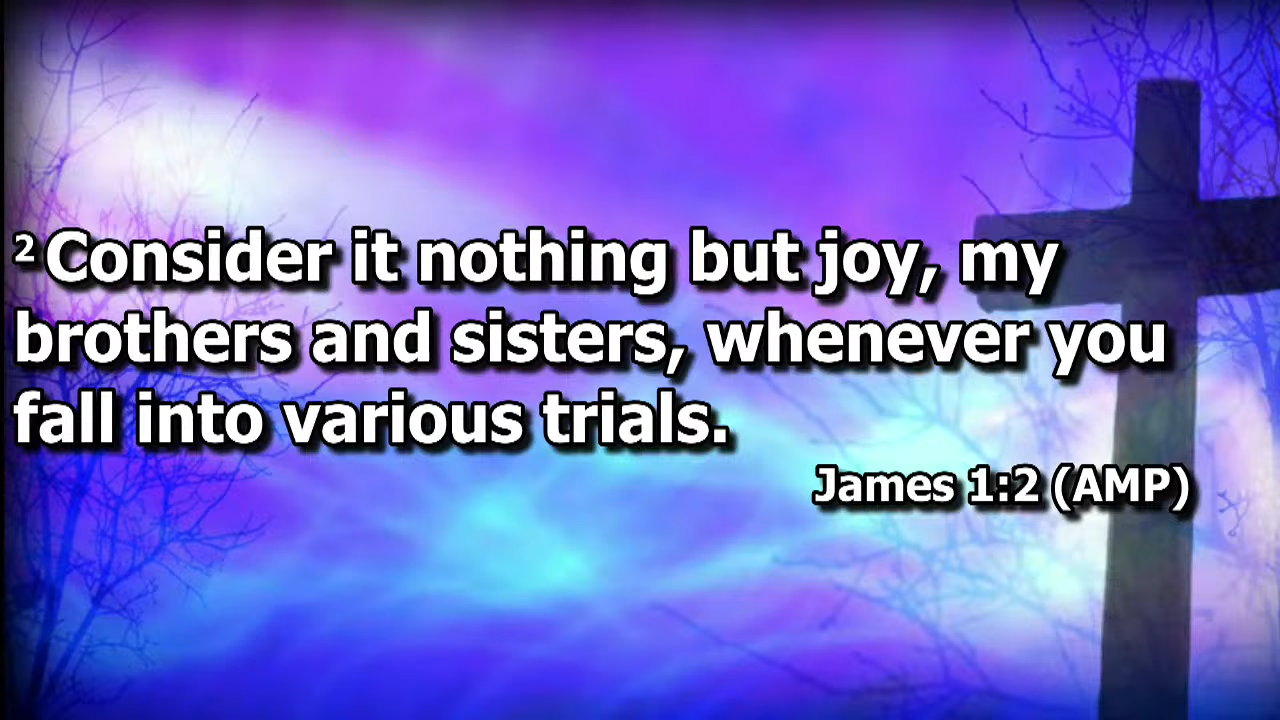 2 Consider it nothing but joy, my
brothers and sisters, whenever you
fall into various trials.
James 1:2 (AMP)